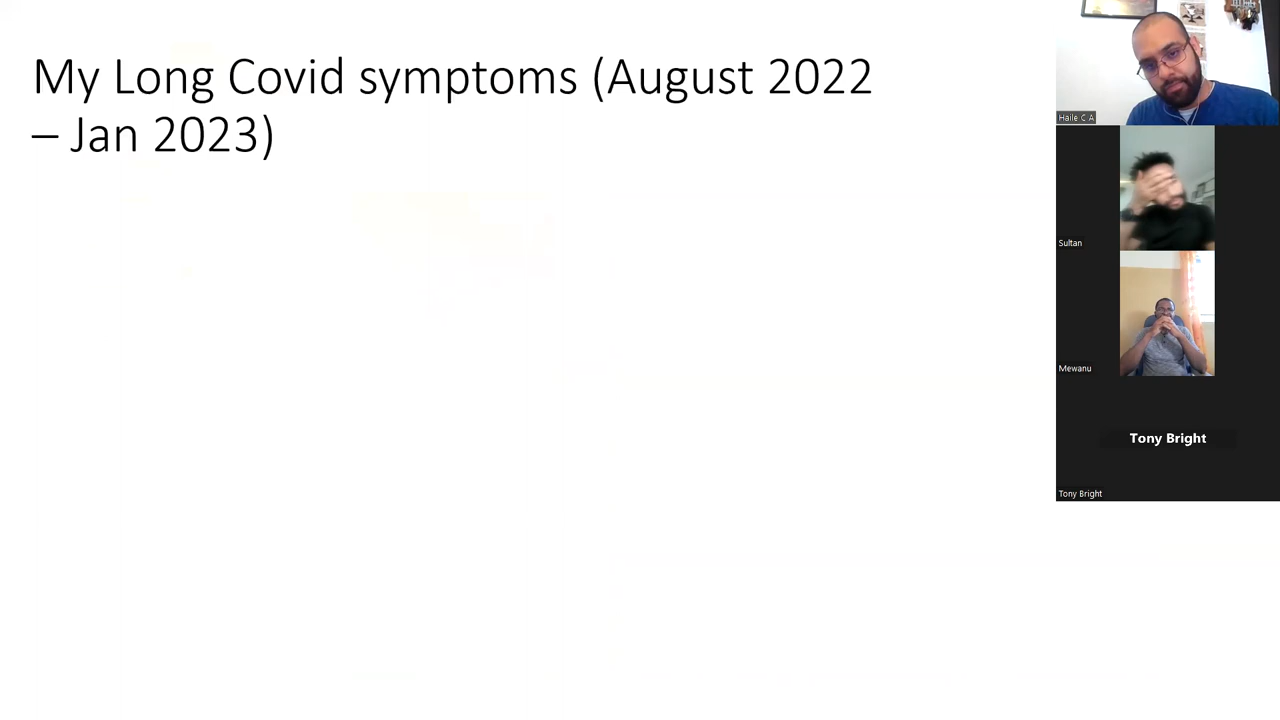 My Long Covid symptoms (August 2022
– Jan 2023)
Haile C A
Sultan
Mewanu
Tony Bright
Tony Bright